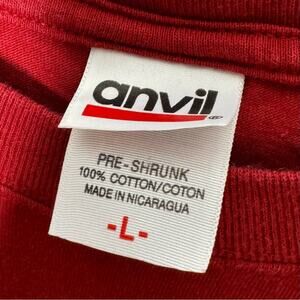 anvil
PRE-SHRUNK
100% COTTON/COTON
MADE IN NICARAGUA
-L-